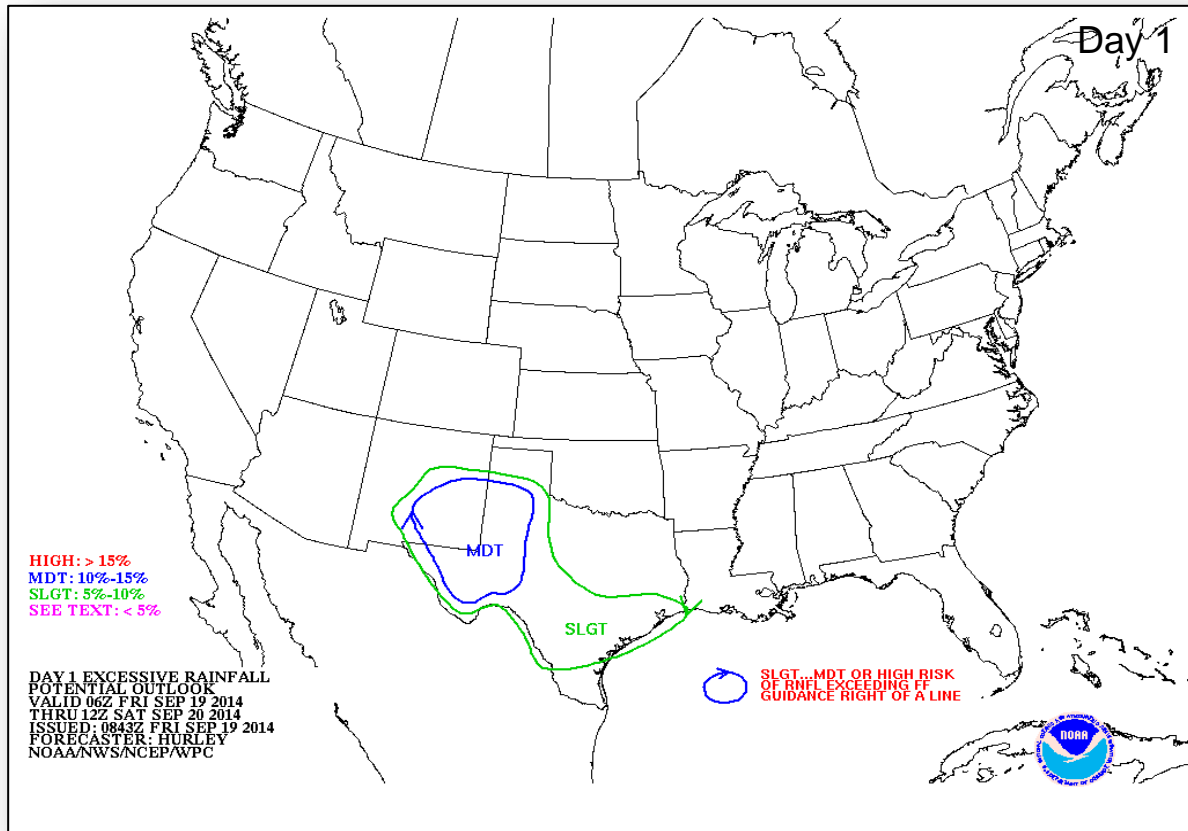 Day 1
MDT
HIGH: > 15%
MDT: 10%-15%
SLGT: 5%-10%
SEE TEXT: < 5%
SLGT
DAY 1 EXCESSIVE RAINFALL
POTENTIAL OUTLOOK
VALID 06Z FRI SEP 19 2014
THRU 12Z SAT SEP 20 2014
ISSUED: 0843Z FRI SEP 19 2014
FORECASTER: HURLEY
NOAA/NWS/NCEP/WPC
SLGT...MDT OR HIGH RISK
OF RNFL EXCEEDING FF
GUIDANCE RIGHT OF A LINE
NOAA